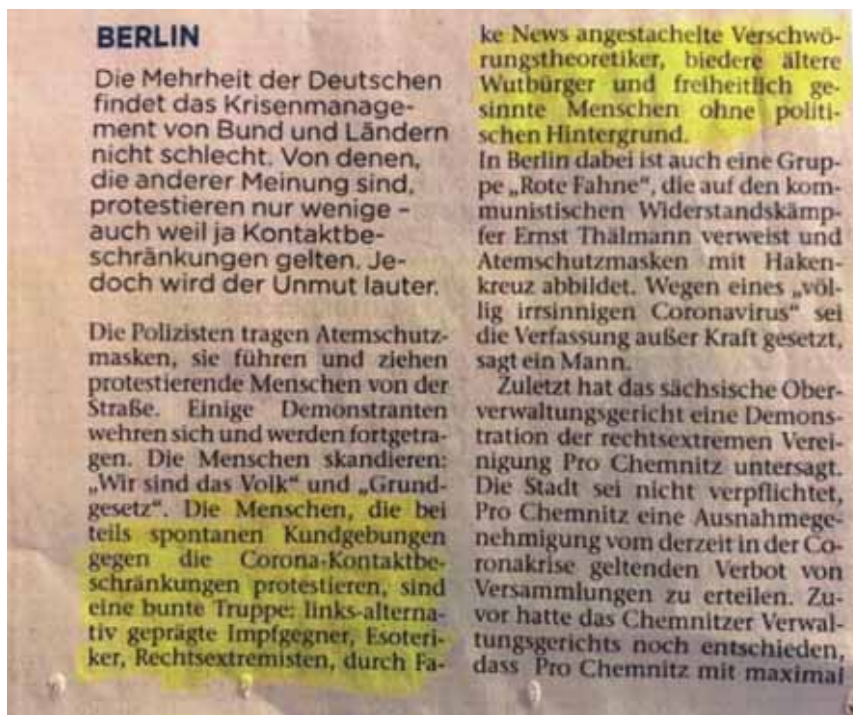 BERLIN
Die Mehrheit der Deutschen
findet das Krisenmanage-
ment von Bund und Ländern
nicht schlecht. Von denen,
die anderer Meinung sind,
protestieren nur wenige –
auch weil ja Kontaktbe-
schränkungen gelten. Je-
doch wird der Unmut lauter.
Die Polizisten tragen Atemschutz-
masken, sie führen und ziehen
protestierende Menschen von der
Straße. Einige Demonstranten
wehren sich und werden fortgetra-
gen. Die Menschen skandieren:
„Wir sind das Volk“ und „Grund-
gesetz“. Die Menschen, die bei
teils spontanen Kundgebungen
gegen die Corona-Kontaktbe-
schränkungen protestieren, sind
eine bunte Truppe: links-alterna-
tiv geprägte Impfgegner, Esoteri-
ker, Rechtsextremisten, durch Fa-
ke News angestachelte Verschwö-
rungstheoretiker, biedere ältere
Wutbürger und freiheitlich ge-
sinnte Menschen ohne politi-
schen Hintergrund.
In Berlin dabei ist auch eine Grup-
pe „Rote Fahne“, die auf den kom-
munistischen Widerstandskämp-
fer Ernst Thälmann verweist und
Atemschutzmasken mit Haken-
kreuz abbildet. Wegen eines „völ-
lig irrsinnigen Coronavirus“ sei
die Verfassung außer Kraft gesetzt,
sagt ein Mann.
Zuletzt hat das sächsische Ober-
verwaltungsgericht eine Demons-
tration der rechtsextremen Verei-
nigung Pro Chemnitz untersagt.
Die Stadt sei nicht verpflichtet,
Pro Chemnitz eine Ausnahmege-
nehmigung vom derzeit in der Co-
ronakrise geltenden Verbot von
Versammlungen zu erteilen. Zu-
vor hatte das Chemnitzer Verwal-
tungsgerichts noch entschieden,
dass Pro Chemnitz mit maximal